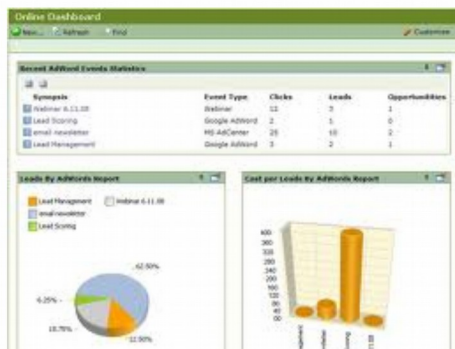 Online Dashboard
New... Refresh Find Customize
Recent AdWord Events Statistics
Synopsis Event Type Clicks Leads Opportunities
Webinar 6.11.08 Webinar 12 3 1
Lead Scoring Google AdWord 2 1 0
email newsletter MS AdCenter 25 10 2
Lead Management Google AdWord 3 2 1
Leads By AdWords Report Cost per Leads By AdWords Report
Lead Management Webinar 6.11.08
email newsletter
Lead Scoring
62.50%
6.25%
12.50%